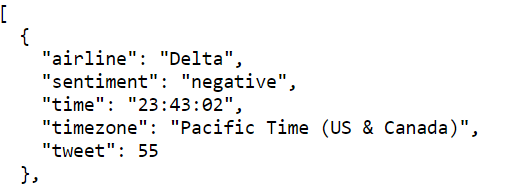 [
  {
    "airline": "Delta",
    "sentiment": "negative",
    "time": "23:43:02",
    "timezone": "Pacific Time (US & Canada)",
    "tweet": 55
  },